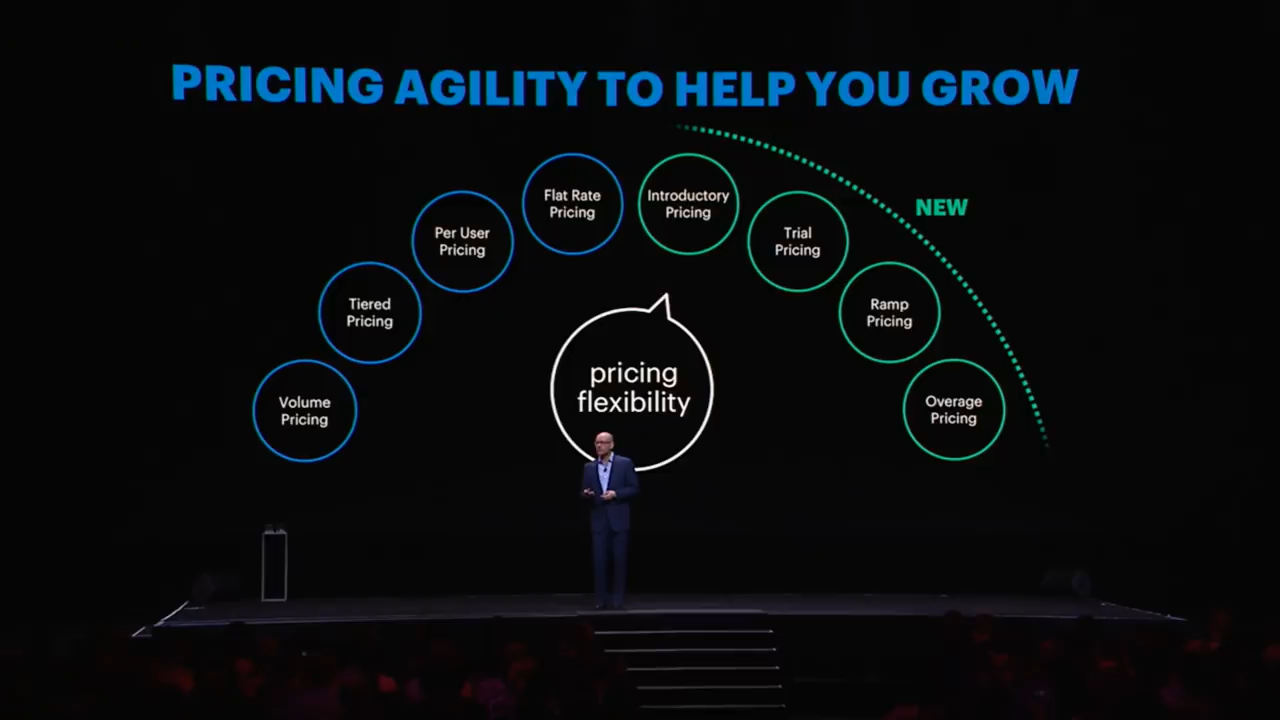 PRICING AGILITY TO HELP YOU GROW
Volume
Pricing
Tiered
Pricing
Per User
Pricing
Flat Rate
Pricing
Introductory
Pricing
Trial
Pricing
Ramp
Pricing
Overage
Pricing
NEW
pricing
flexibility